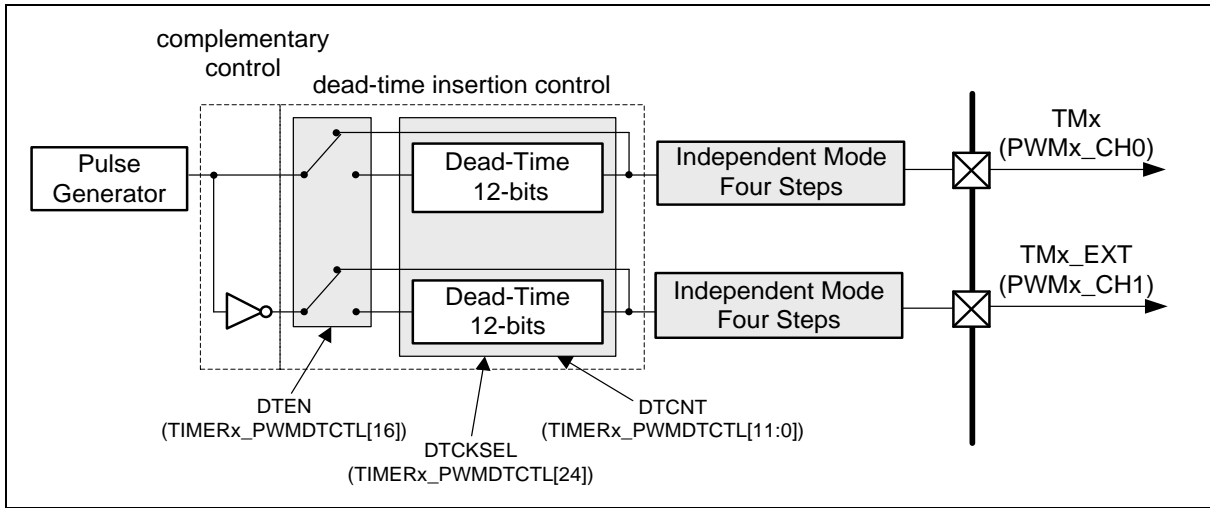 complementary
control
dead-time insertion control
Pulse
Generator
Dead-Time
12-bits
Independent Mode
Four Steps
TMx
(PWMx_CH0)
Dead-Time
12-bits
Independent Mode
Four Steps
TMx_EXT
(PWMx_CH1)
DTEN
(TIMERx_PWMDTCTL[16])
DTCKSEL
(TIMERx_PWMDTCTL[24])
DTCNT
(TIMERx_PWMDTCTL[11:0])